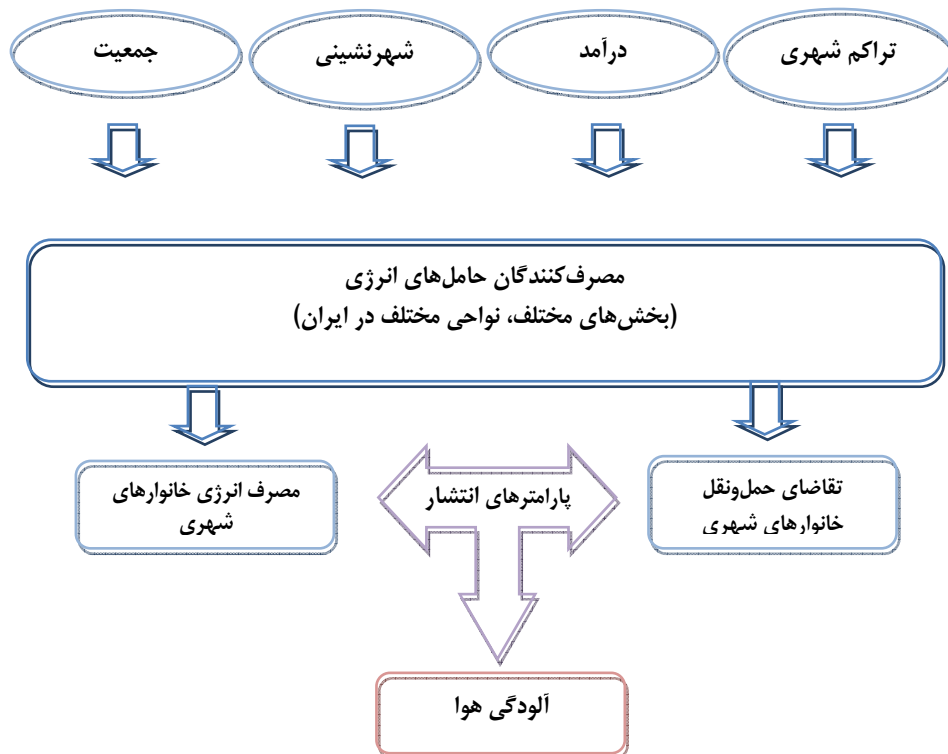 تراکم شهری
درآمد
شهرنشینی
جمعیت
مصرف‌کنندگان حامل‌های انرژی
(بخش‌های مختلف، نواحی مختلف در ایران)
تقاضای حمل‌ونقل
خانوارهای شهری
پارامترهای انتشار
مصرف انرژی خانوارهای
شهری
آلودگی هوا